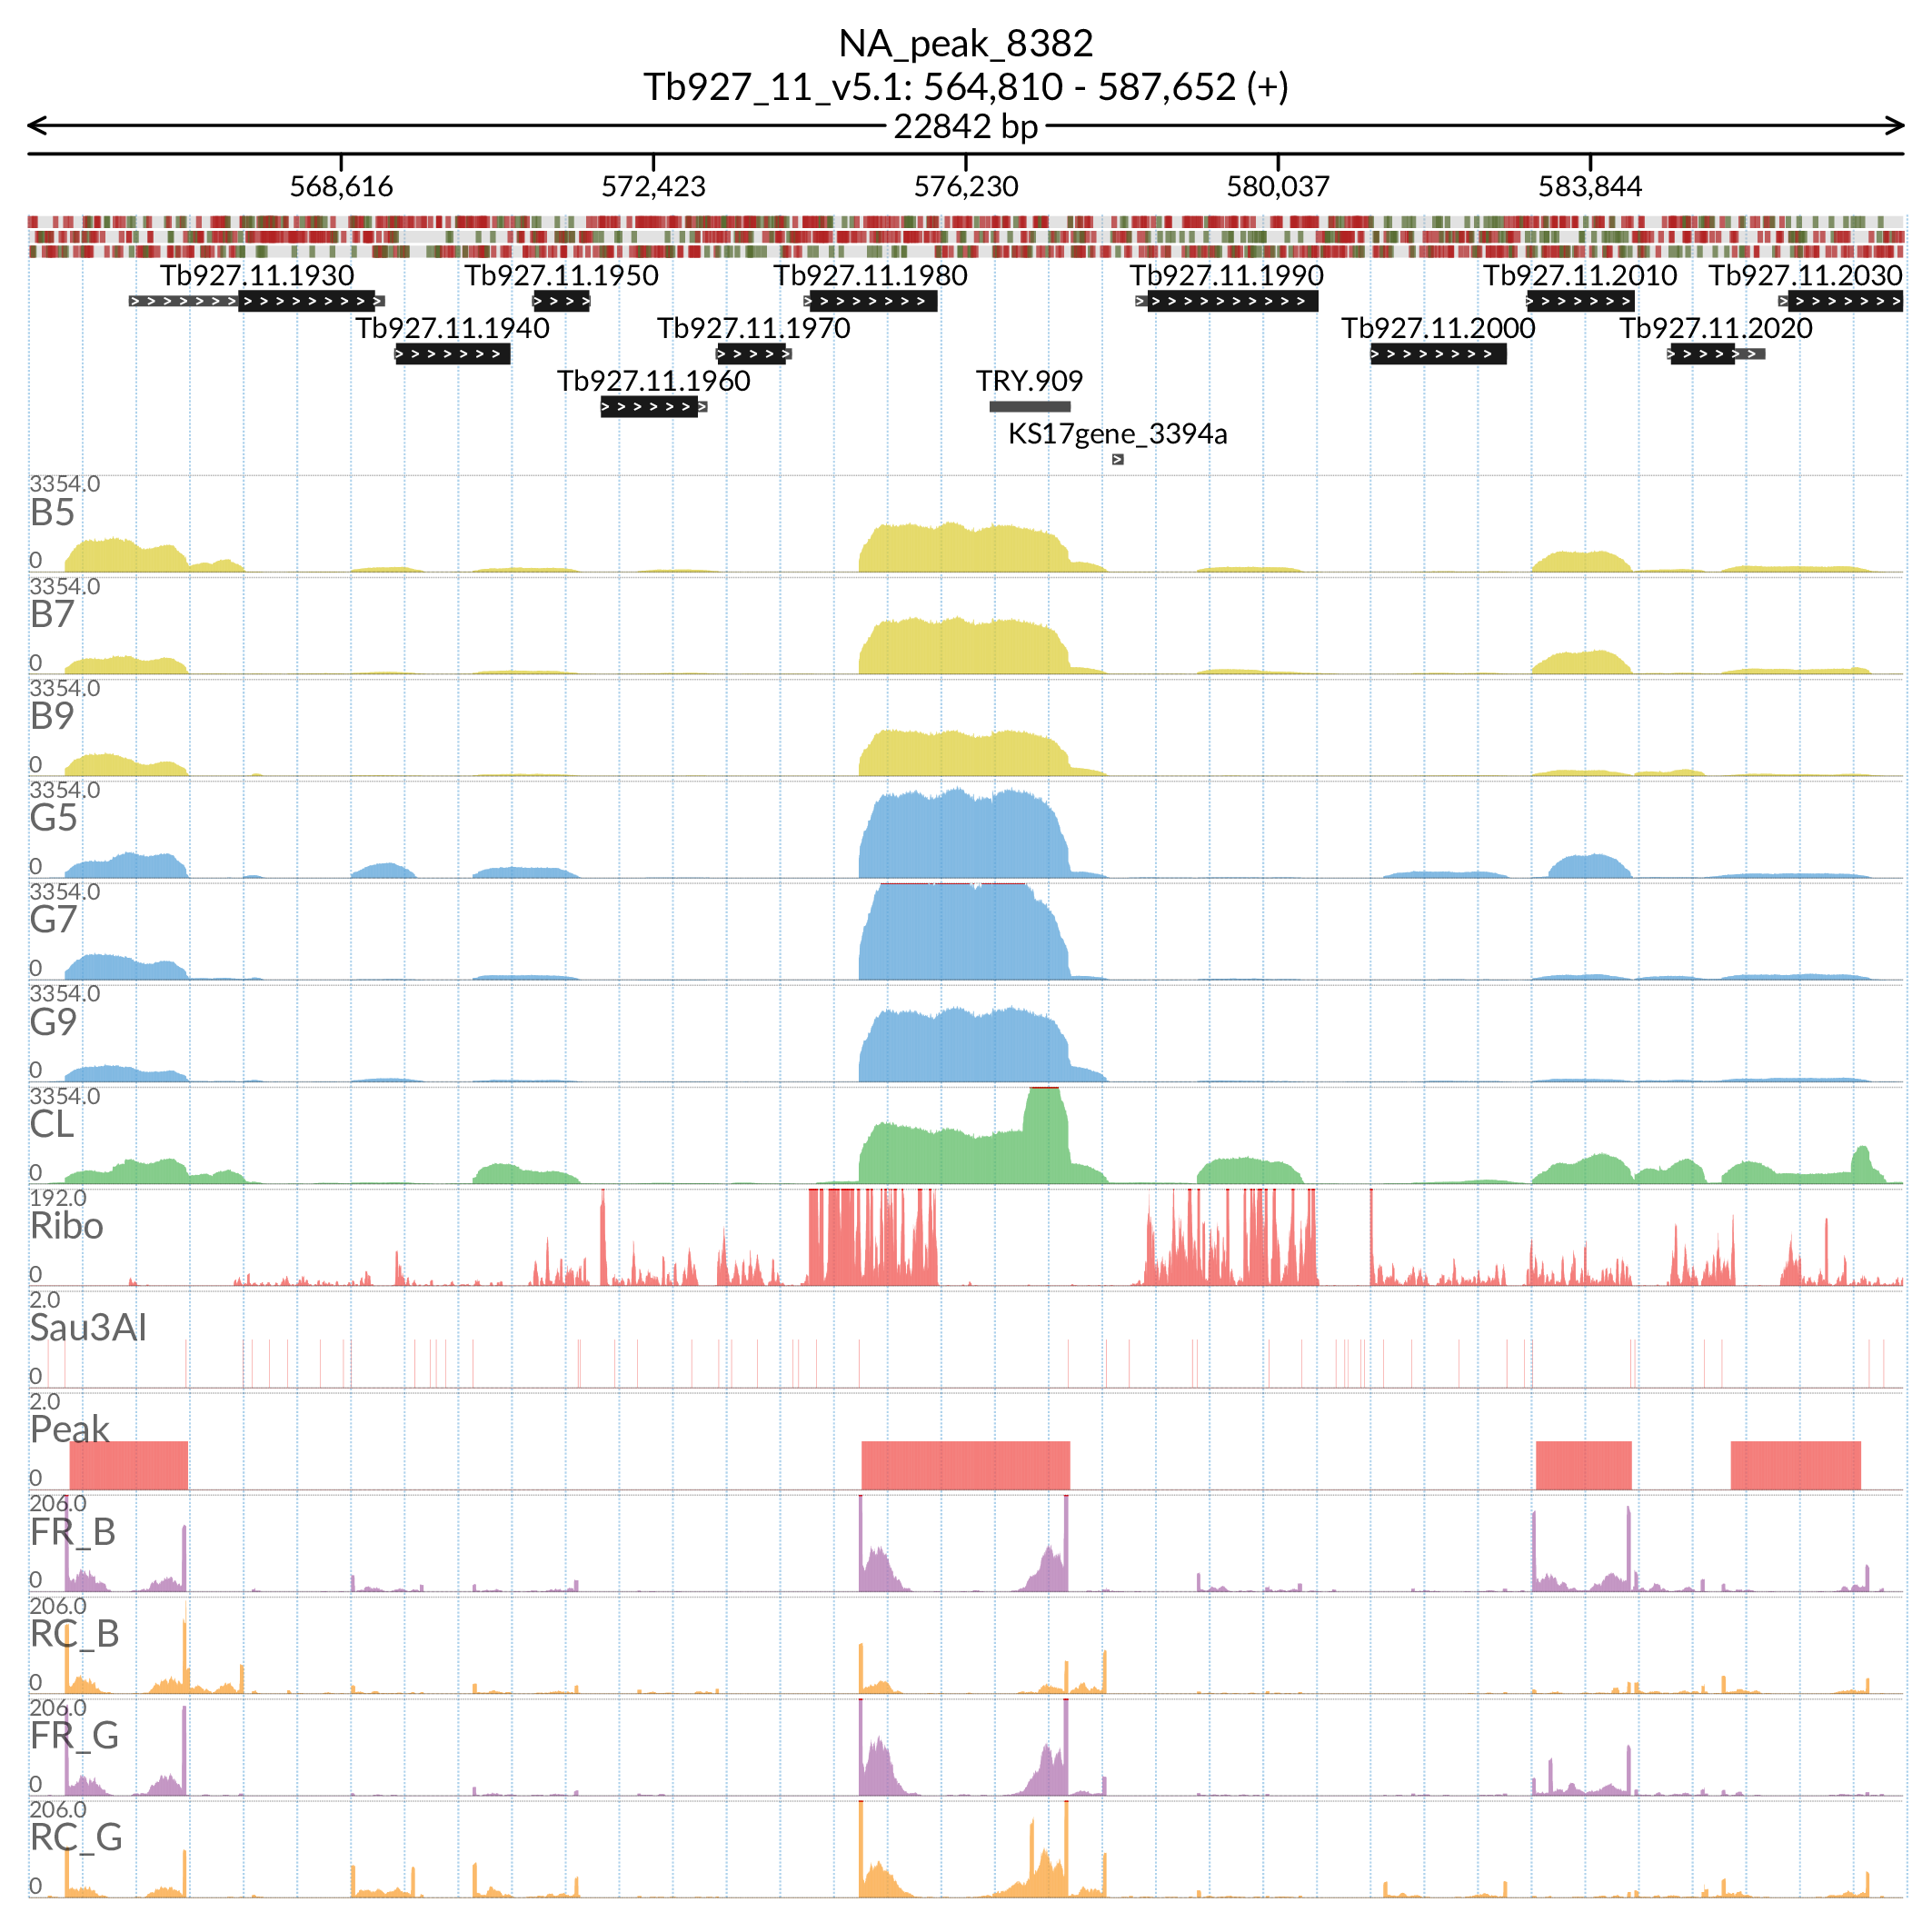 NA_peak_8382
Tb927_11_v5.1: 564,810 - 587,652 (+)
22842 bp
568,616 572,423 576,230 580,037 583,844
Tb927.11.1930 Tb927.11.1950 Tb927.11.1980 Tb927.11.1990 Tb927.11.2010 Tb927.11.2030
Tb927.11.1940 Tb927.11.1970 Tb927.11.2000 Tb927.11.2020
Tb927.11.1960 TRY.909
KS17gene_3394a
3354.0
B5
0
3354.0
B7
0
3354.0
B9
0
3354.0
G5
0
3354.0
G7
0
3354.0
G9
0
3354.0
CL
0
192.0
Ribo
0
2.0
Sau3AI
0
2.0
Peak
0
206.0
FR_B
0
206.0
RC_B
0
206.0
FR_G
0
206.0
RC_G
0